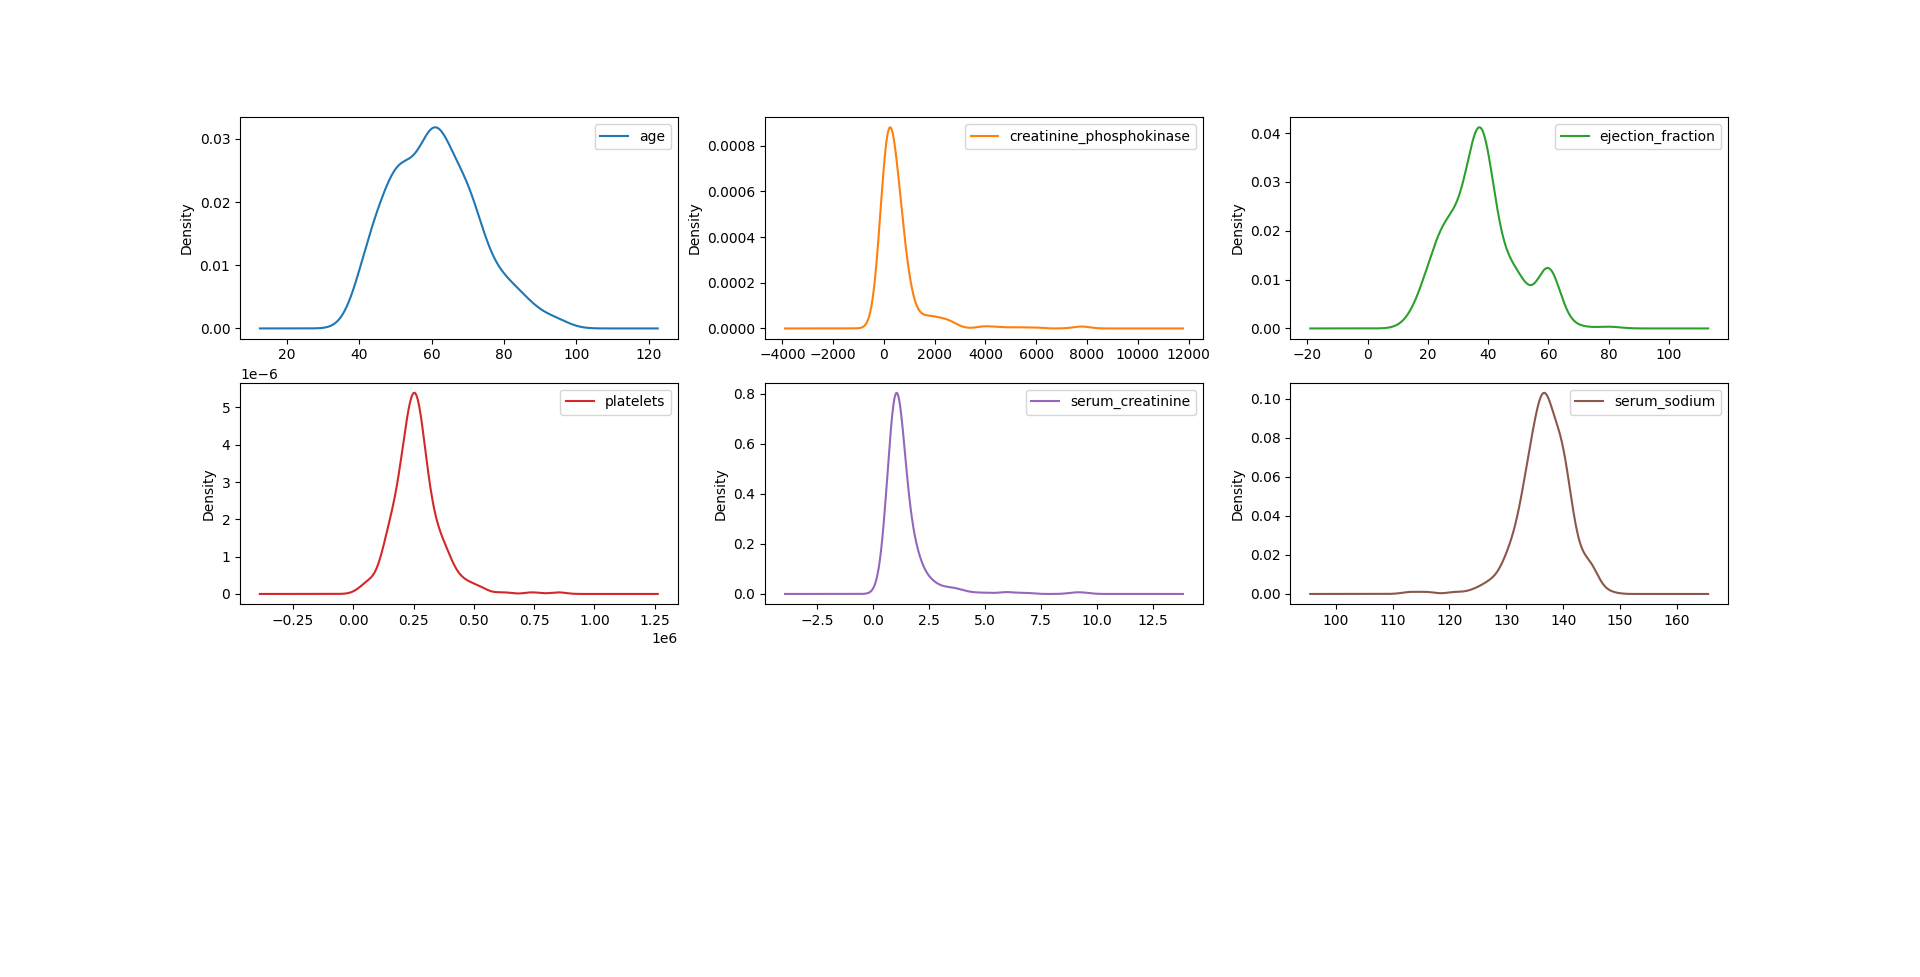 Density
0.03
0.02
0.01
0.00
20 40 60 80 100 120
age
Density
0.0008
0.0006
0.0004
0.0002
0.0000
−4000 −2000 0 2000 4000 6000 8000 10000 12000
creatinine_phosphokinase
Density
0.04
0.03
0.02
0.01
0.00
−20 0 20 40 60 80 100
ejection_fraction
1e−6
Density
5
4
3
2
1
0
−0.25 0.00 0.25 0.50 0.75 1.00 1.25
1e6
platelets
Density
0.8
0.6
0.4
0.2
0.0
−2.5 0.0 2.5 5.0 7.5 10.0 12.5
serum_creatinine
Density
0.10
0.08
0.06
0.04
0.02
0.00
100 110 120 130 140 150 160
serum_sodium